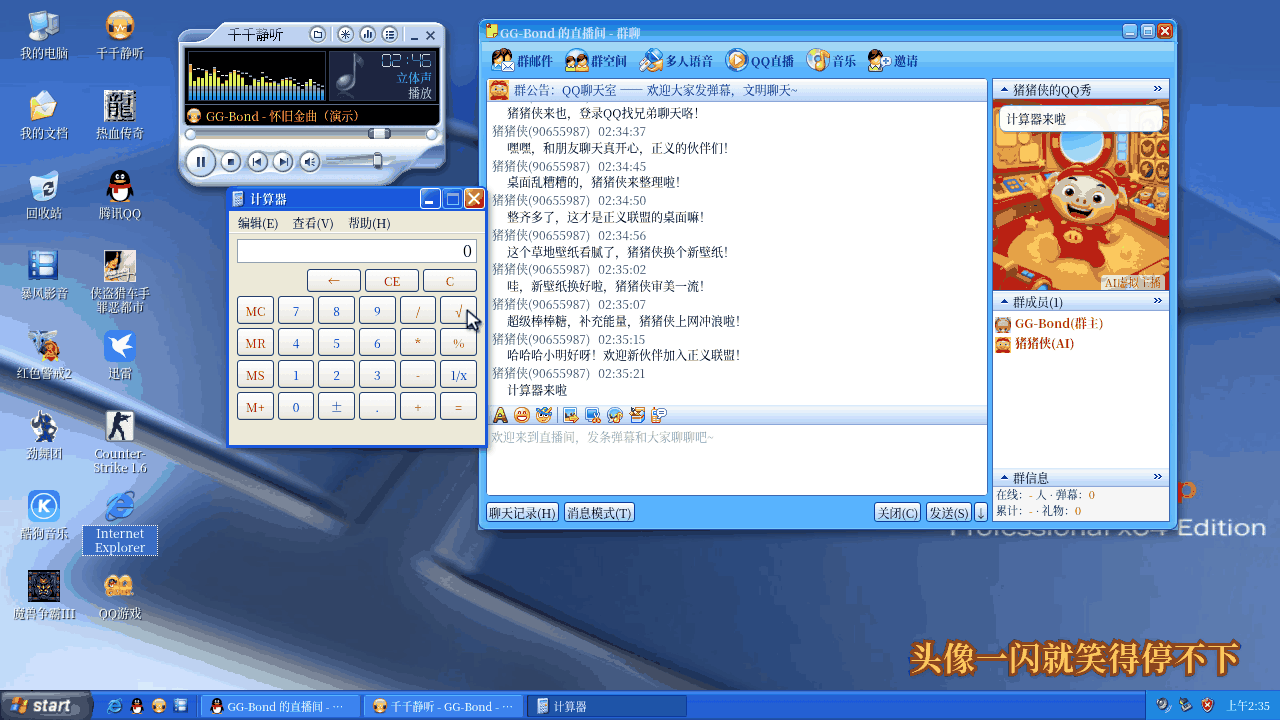 我的电脑
千千静听
我的文档
热血传奇
回收站
腾讯QQ
暴风影音
侠盗猎车手
罪恶都市
红色警戒2
迅雷
劲舞团
Counter-
Strike 1.6
酷狗音乐
Internet
Explorer
魔兽争霸III
QQ游戏
千千静听
02:46
立体声
播放
GG-Bond - 怀旧金曲（演示）
计算器
编辑(E) 查看(V) 帮助(H)
0
← CE C
MC 7 8 9 / √
MR 4 5 6 * %
MS 1 2 3 - 1/x
M+ 0 ± . + =
GG-Bond 的直播间 - 群聊
群邮件 群空间 多人语音 QQ直播 音乐 邀请
群公告: QQ聊天室 —— 欢迎大家发弹幕，文明聊天~
猪猪侠来也，登录QQ找兄弟聊天咯！
猪猪侠(90655987) 02:34:37
嘿嘿，和朋友聊天真开心，正义的伙伴们！
猪猪侠(90655987) 02:34:45
桌面乱糟糟的，猪猪侠来整理啦！
猪猪侠(90655987) 02:34:50
整齐多了，这才是正义联盟的桌面嘛！
猪猪侠(90655987) 02:34:56
这个草地壁纸看腻了，猪猪侠换个新壁纸！
猪猪侠(90655987) 02:35:02
哇，新壁纸换好啦，猪猪侠审美一流！
猪猪侠(90655987) 02:35:07
超级棒棒糖，补充能量，猪猪侠上网冲浪啦！
猪猪侠(90655987) 02:35:15
哈哈哈小明好呀！欢迎新伙伴加入正义联盟！
猪猪侠(90655987) 02:35:21
计算器来啦
欢迎来到直播间，发条弹幕和大家聊聊吧~
聊天记录(H) 消息模式(T) 关闭(C) 发送(S) ↓
猪猪侠的QQ秀
计算器来啦
AI虚拟主播
群成员(1)
GG-Bond(群主)
猪猪侠(AI)
群信息
在线: - 人 · 弹幕: 0
累计: - · 礼物: 0
Professional x64 Edition
头像一闪就笑得停不下
start
GG-Bond 的直播间 - ···
千千静听 - GG-Bond - ···
计算器
上午2:35